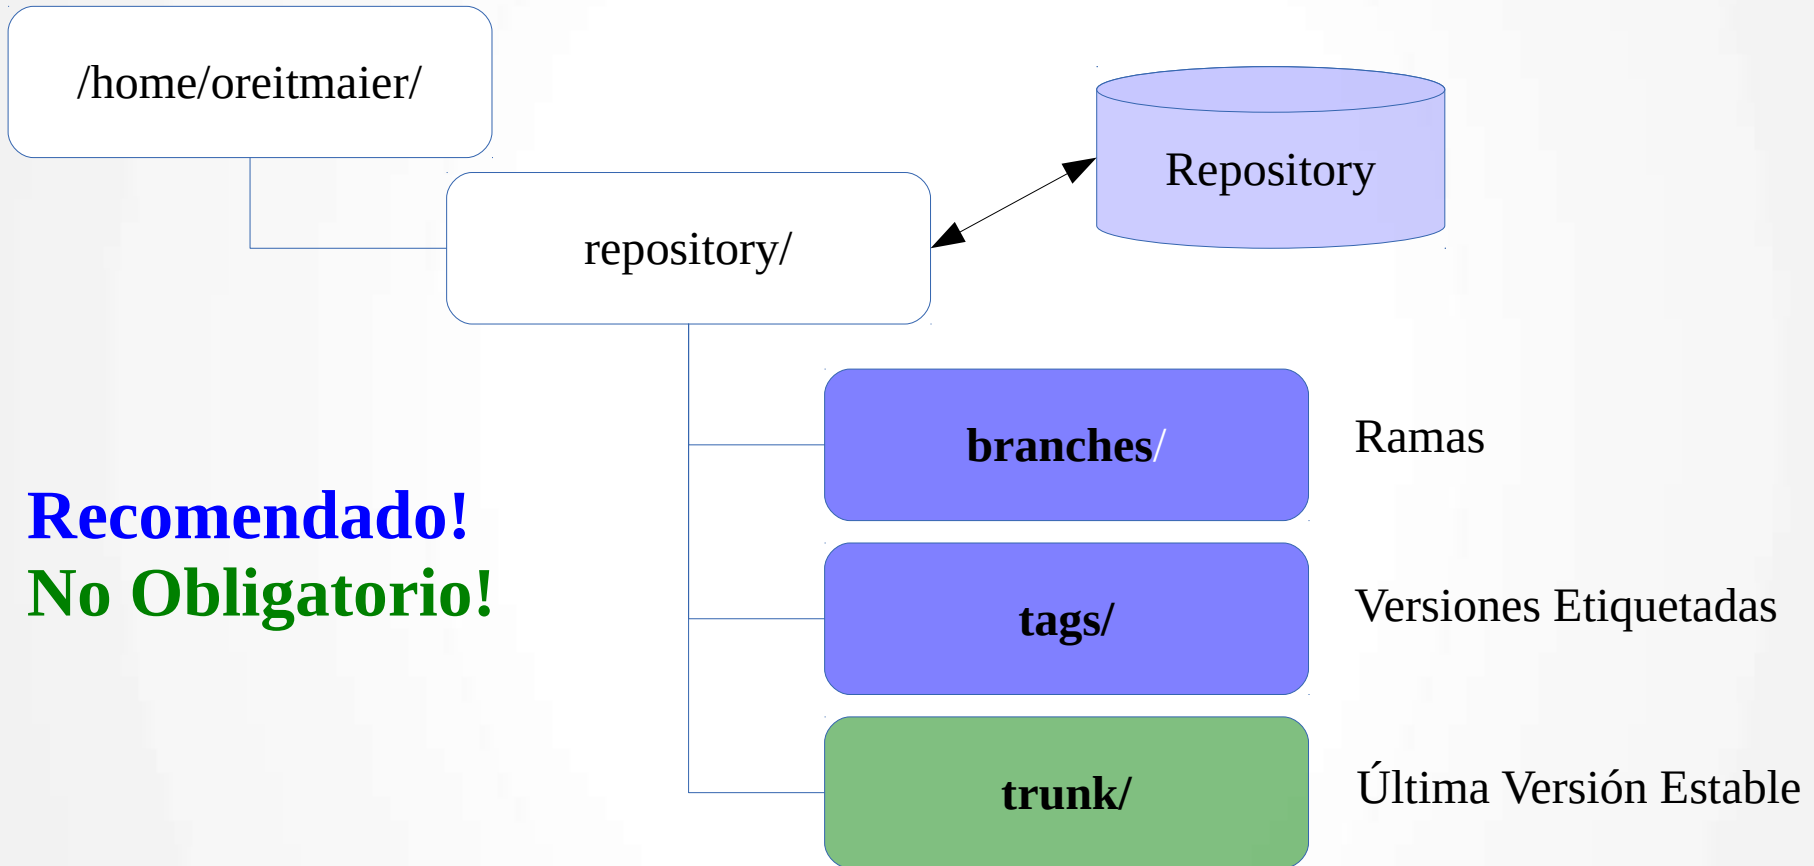 /home/oreitmaier/
Repository
repository/
branches/
Ramas
Recomendado!
No Obligatorio!
tags/
Versiones Etiquetadas
trunk/
Última Versión Estable